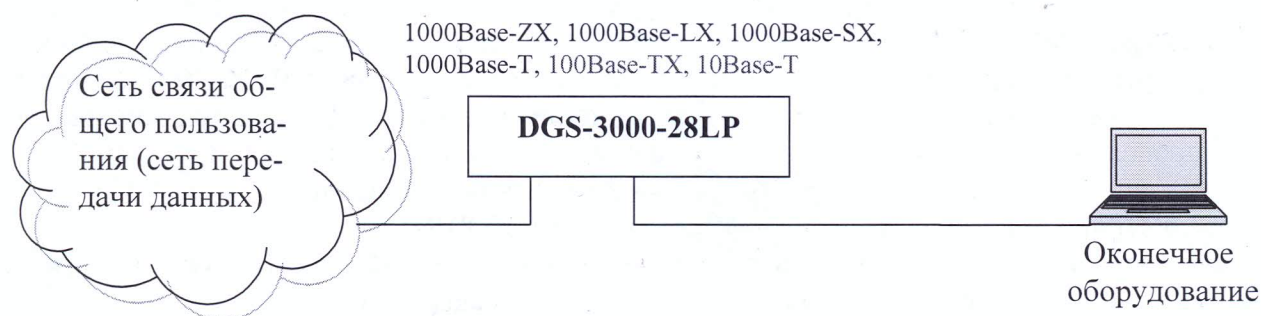 1000Base-ZX, 1000Base-LX, 1000Base-SX,
1000Base-T, 100Base-TX, 10Base-T
Сеть связи об-
щего пользова-
ния (сеть пере-
дачи данных)
DGS-3000-28LP
Оконечное
оборудование